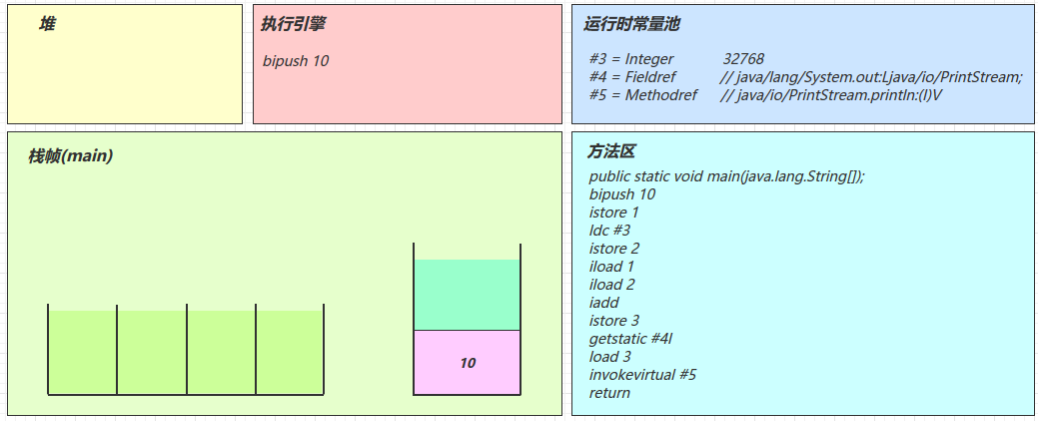 堆
执行引擎
bipush 10
运行时常量池
#3 = Integer 32768
#4 = Fieldref // java/lang/System.out:Ljava/io/PrintStream;
#5 = Methodref // java/io/PrintStream.println:(I)V
栈帧(main)
10
方法区
public static void main(java.lang.String[]);
bipush 10
istore 1
ldc #3
istore 2
iload 1
iload 2
iadd
istore 3
getstatic #4I
load 3
invokevirtual #5
return